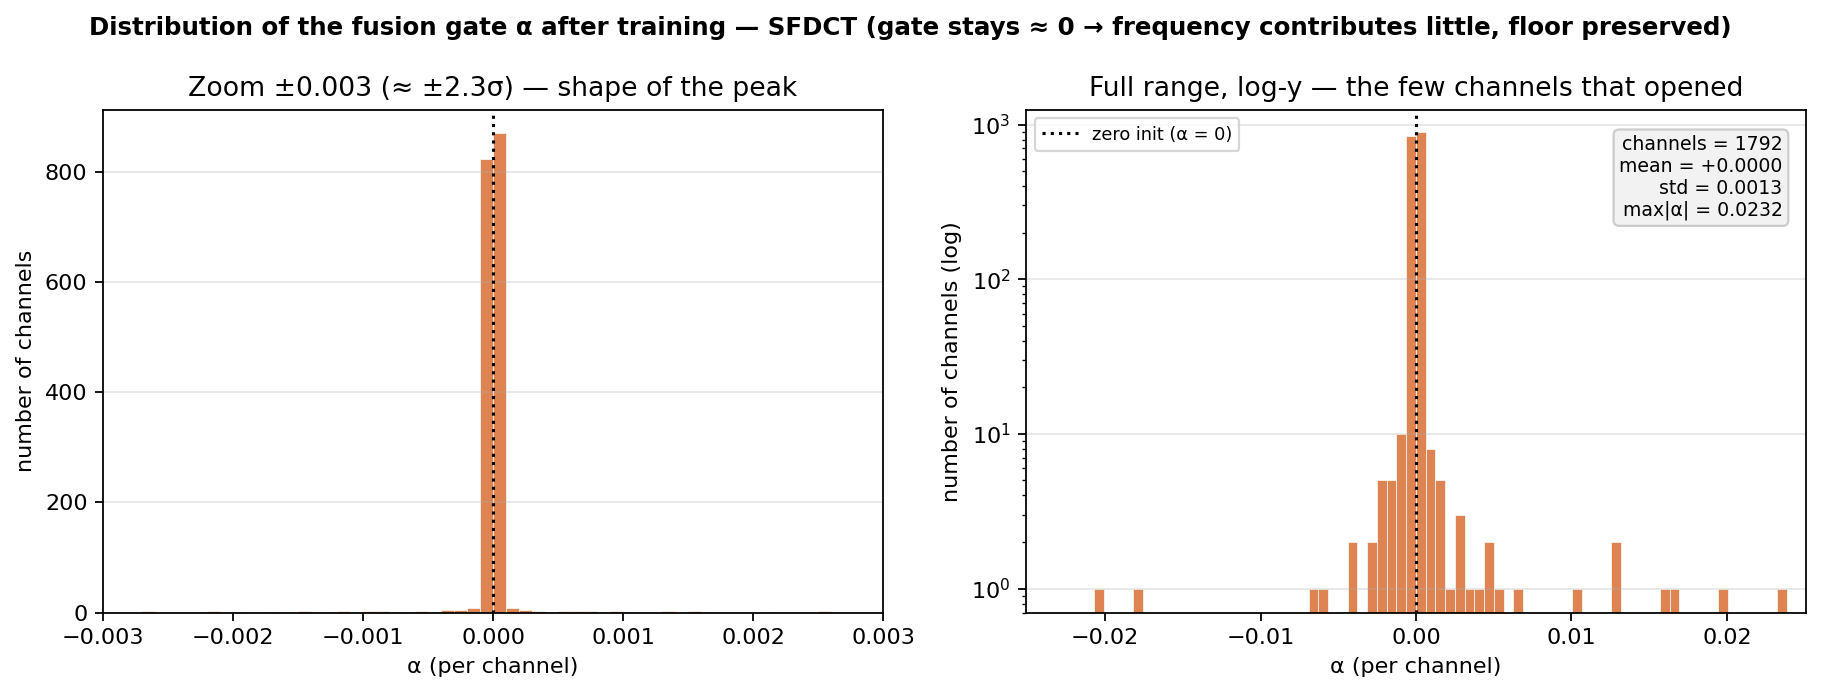 Distribution of the fusion gate α after training — SFDCT (gate stays ≈ 0 → frequency contributes little, floor preserved)
Zoom ±0.003 (≈ ±2.3σ) — shape of the peak
number of channels
800
600
400
200
0
−0.003
−0.002
−0.001
0.000
0.001
0.002
0.003
α (per channel)
Full range, log-y — the few channels that opened
zero init (α = 0)
channels = 1792
mean = +0.0000
std = 0.0013
max|α| = 0.0232
number of channels (log)
10³
10²
10¹
10⁰
−0.02
−0.01
0.00
0.01
0.02
α (per channel)